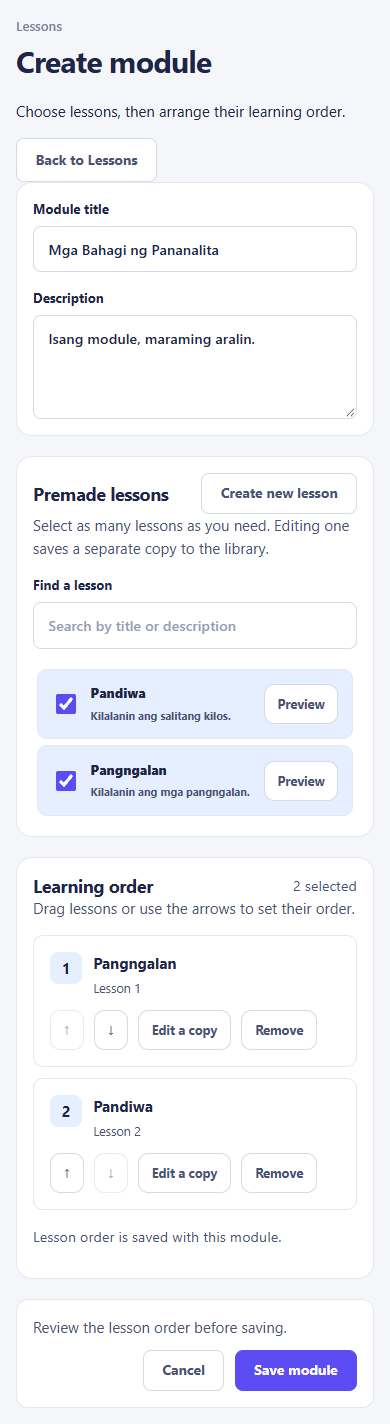 Lessons
Create module
Choose lessons, then arrange their learning order.
Back to Lessons
Module title
Mga Bahagi ng Pananalita
Description
Isang module, maraming aralin.
Premade lessons
Create new lesson
Select as many lessons as you need. Editing one
saves a separate copy to the library.
Find a lesson
Search by title or description
Pandiwa
Kilalanin ang salitang kilos.
Preview
Pangngalan
Kilalanin ang mga pangngalan.
Preview
Learning order
2 selected
Drag lessons or use the arrows to set their order.
1
Pangngalan
Lesson 1
↑ ↓ Edit a copy Remove
2
Pandiwa
Lesson 2
↑ ↓ Edit a copy Remove
Lesson order is saved with this module.
Review the lesson order before saving.
Cancel Save module